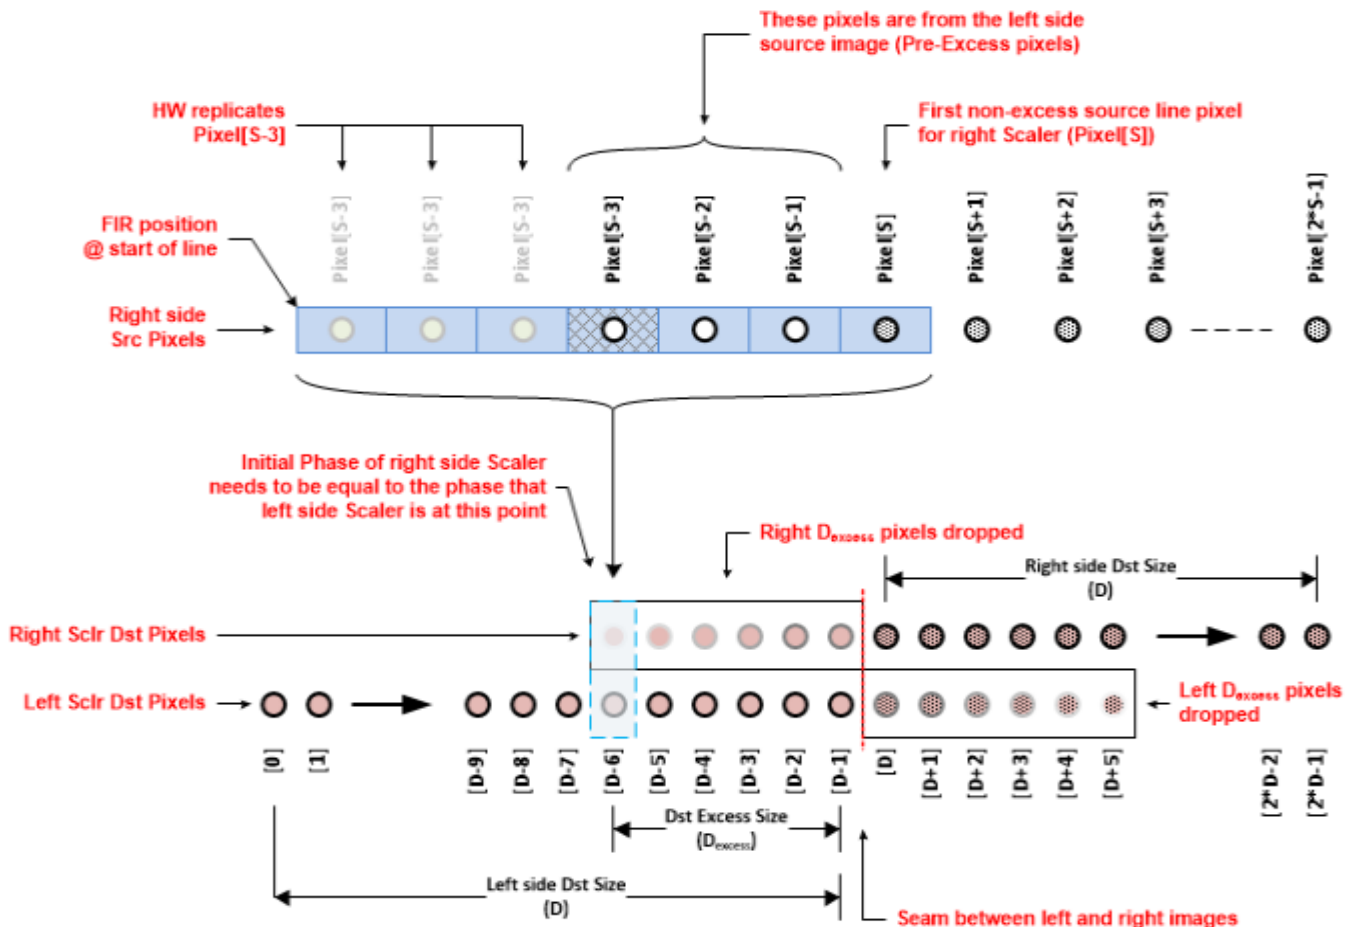 These pixels are from the left side
source image (Pre-Excess pixels)
HW replicates
Pixel[S-3]
First non-excess source line pixel
for right Scaler (Pixel[S])
FIR position
@ start of line
Pixel[S-3]
Pixel[S-3]
Pixel[S-3]
Pixel[S-3]
Pixel[S-2]
Pixel[S-1]
Pixel[S]
Pixel[S+1]
Pixel[S+2]
Pixel[S+3]
Pixel[2*S-1]
Right side
Src Pixels
Initial Phase of right side Scaler
needs to be equal to the phase that
left side Scaler is at this point
Right Dexcess pixels dropped
Right side Dst Size
(D)
Right Sclr Dst Pixels
Left Sclr Dst Pixels
Left Dexcess pixels
dropped
[0]
[1]
[D-9]
[D-8]
[D-7]
[D-6]
[D-5]
[D-4]
[D-3]
[D-2]
[D-1]
[D]
[D+1]
[D+2]
[D+3]
[D+4]
[D+5]
[2*D-2]
[2*D-1]
Dst Excess Size
(Dexcess)
Left side Dst Size
(D)
Seam between left and right images